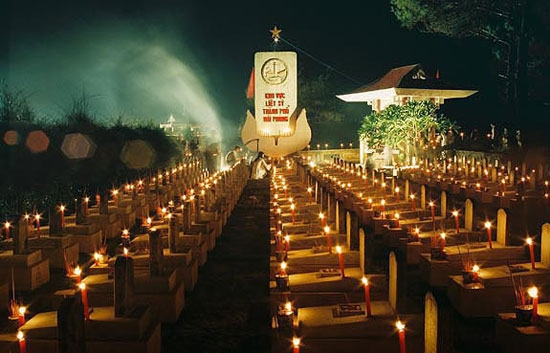 KHU VỰC
LIỆT SỸ
THÀNH PHỐ
HẢI PHÒNG